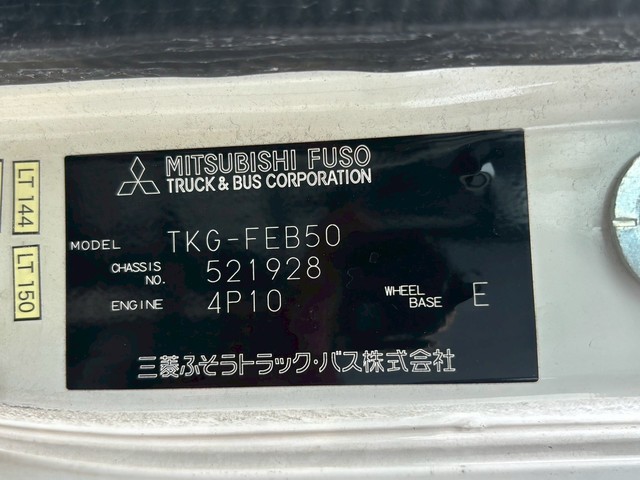 MITSUBISHI FUSO
TRUCK & BUS CORPORATION
MODEL TKG-FEB50
CHASSIS NO. 521928
ENGINE 4P10
WHEEL BASE E
三菱ふそうトラック・バス株式会社
LT 144
LT 150